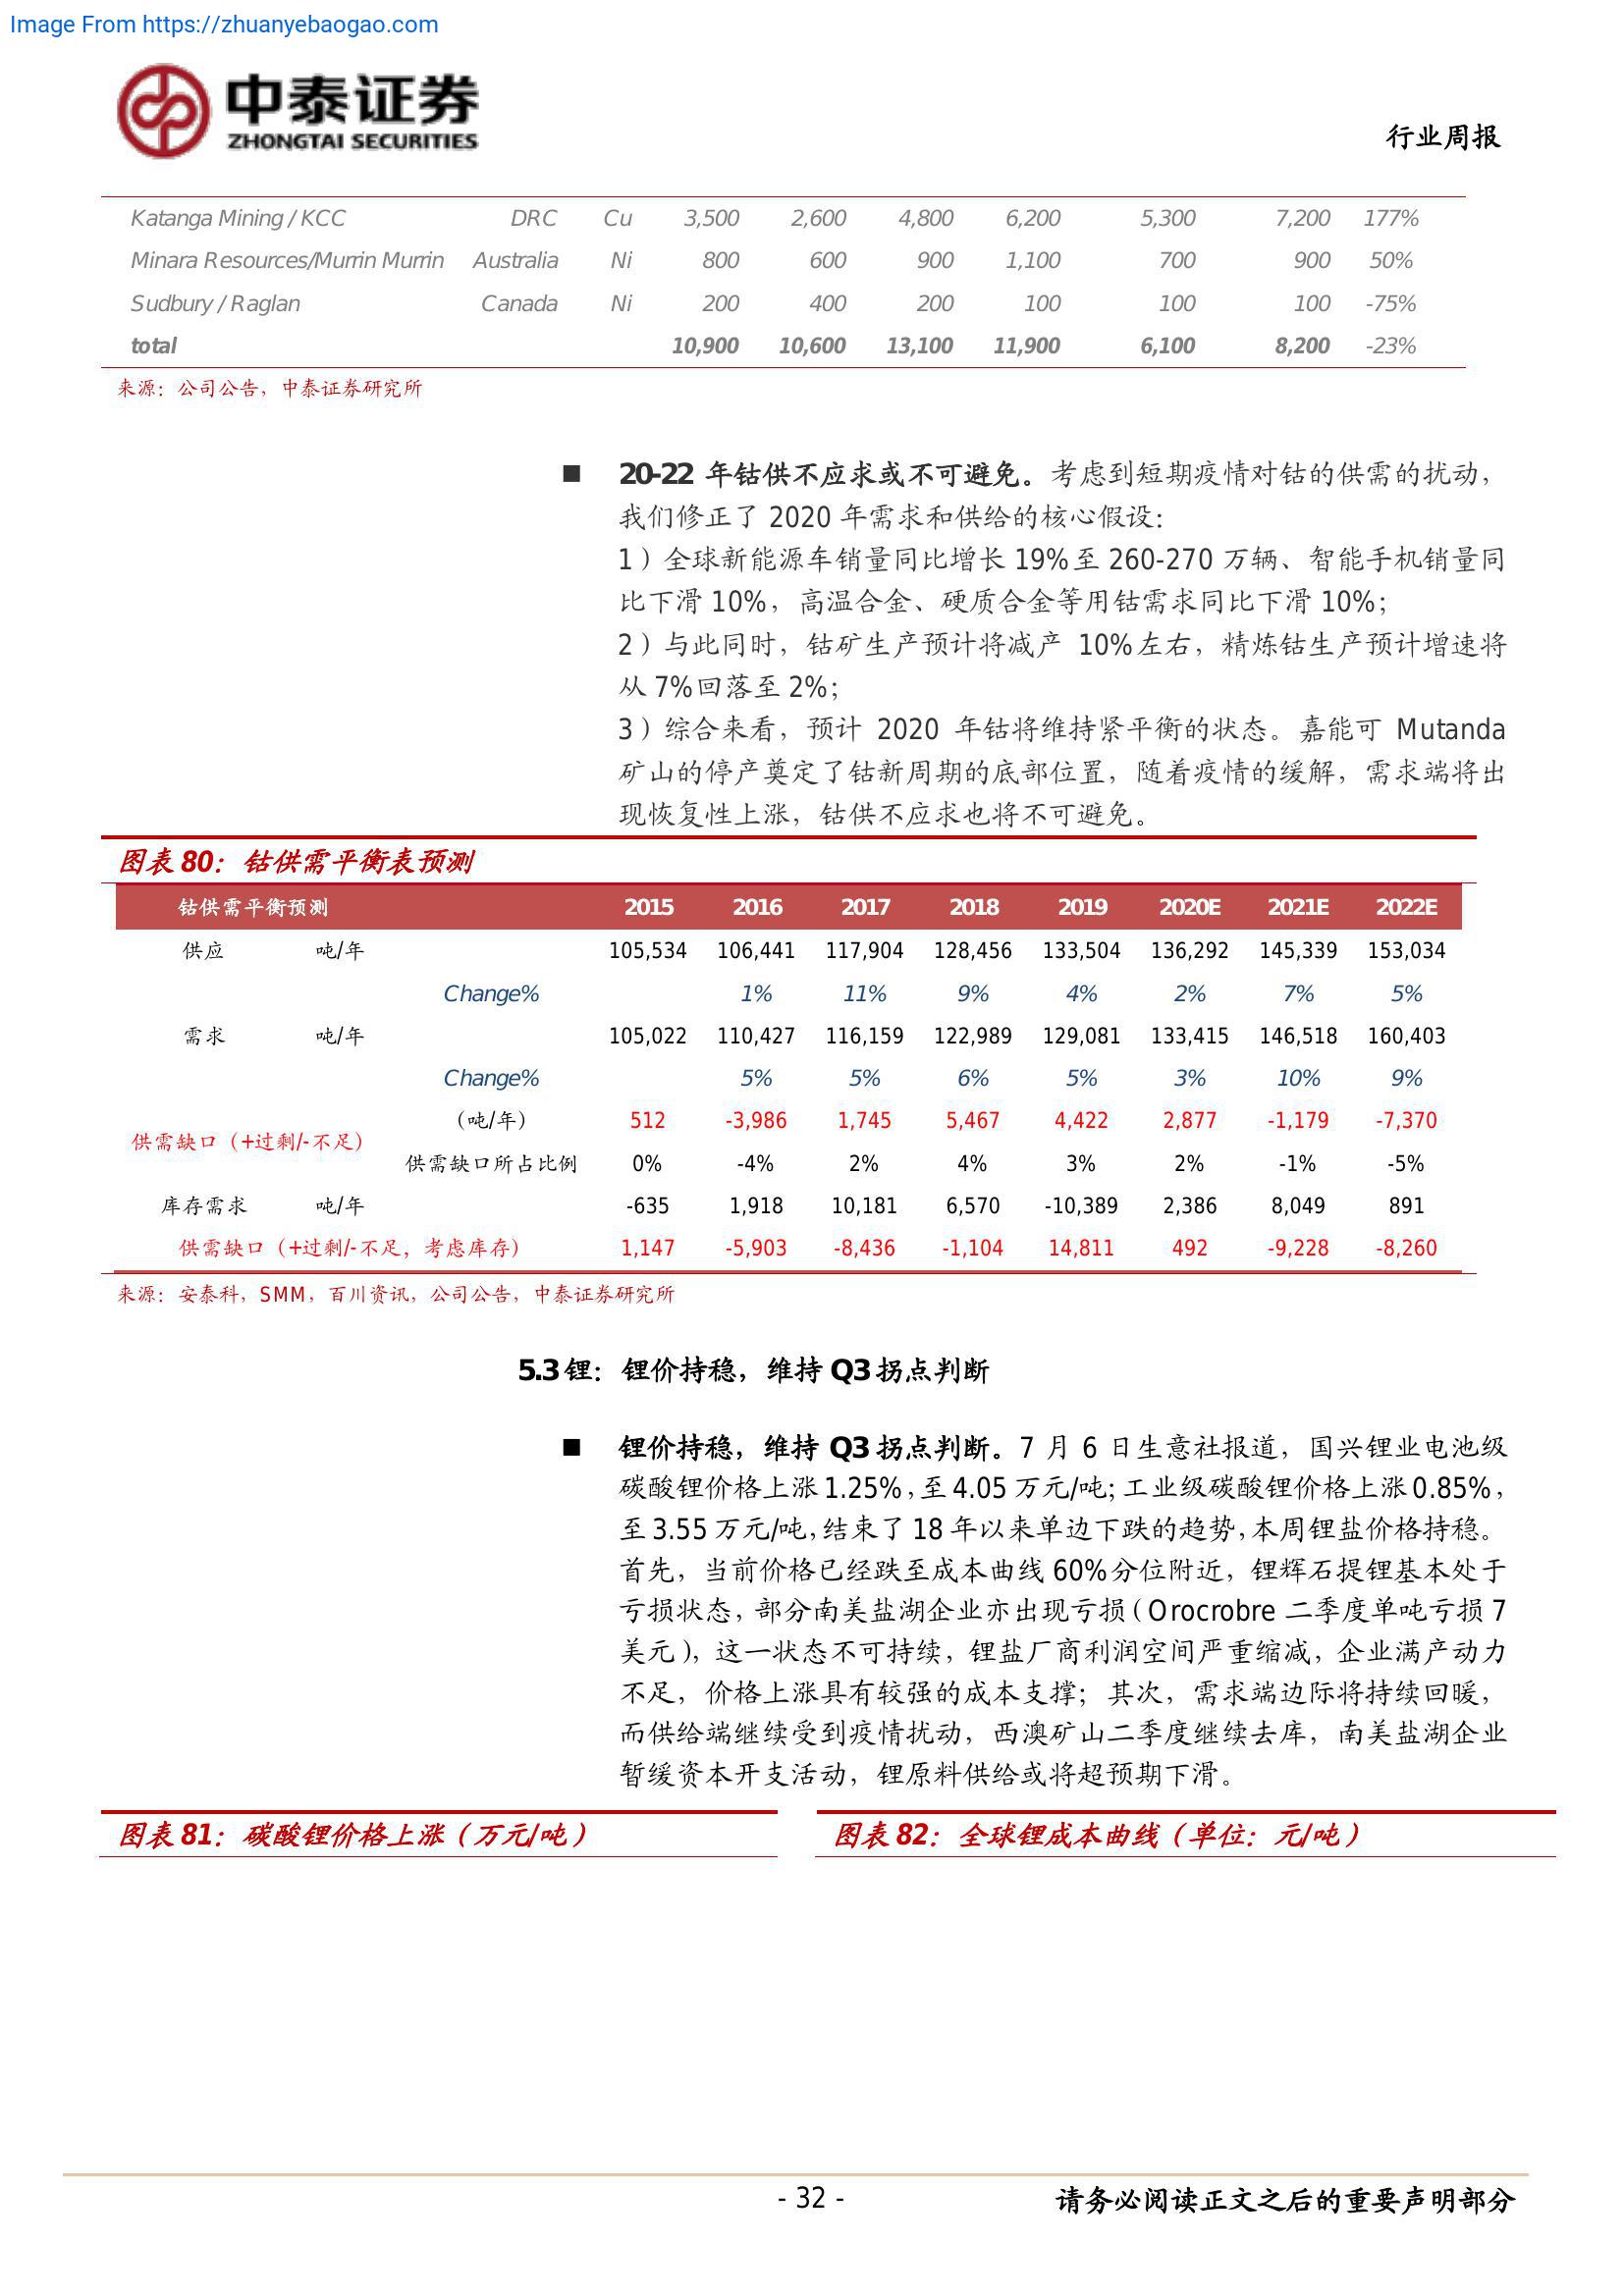 Image From https://zhuanyebaogao.com
中泰证券
ZHONGTAI SECURITIES
行业周报
Katanga Mining / KCC DRC Cu 3,500 2,600 4,800 6,200 5,300 7,200 177%
Minara Resources/Murrin Murrin Australia Ni 800 600 900 1,100 700 900 50%
Sudbury / Raglan Canada Ni 200 400 200 100 100 100 -75%
total 10,900 10,600 13,100 11,900 6,100 8,200 -23%
来源：公司公告，中泰证券研究所
■ 20-22 年钴供不应求或不可避免。考虑到短期疫情对钴的供需的扰动，
我们修正了 2020 年需求和供给的核心假设：
1）全球新能源车销量同比增长 19%至 260-270 万辆、智能手机销量同
比下滑 10%，高温合金、硬质合金等用钴需求同比下滑 10%；
2）与此同时，钴矿生产预计将减产 10%左右，精炼钴生产预计增速将
从 7%回落至 2%；
3）综合来看，预计 2020 年钴将维持紧平衡的状态。嘉能可 Mutanda
矿山的停产奠定了钴新周期的底部位置，随着疫情的缓解，需求端将出
现恢复性上涨，钴供不应求也将不可避免。
图表 80：钴供需平衡表预测
钴供需平衡预测 2015 2016 2017 2018 2019 2020E 2021E 2022E
供应 吨/年 105,534 106,441 117,904 128,456 133,504 136,292 145,339 153,034
Change% 1% 11% 9% 4% 2% 7% 5%
需求 吨/年 105,022 110,427 116,159 122,989 129,081 133,415 146,518 160,403
Change% 5% 5% 6% 5% 3% 10% 9%
供需缺口（+过剩/-不足） （吨/年） 512 -3,986 1,745 5,467 4,422 2,877 -1,179 -7,370
供需缺口所占比例 0% -4% 2% 4% 3% 2% -1% -5%
库存需求 吨/年 -635 1,918 10,181 6,570 -10,389 2,386 8,049 891
供需缺口（+过剩/-不足，考虑库存） 1,147 -5,903 -8,436 -1,104 14,811 492 -9,228 -8,260
来源：安泰科，SMM，百川资讯，公司公告，中泰证券研究所
5.3 锂：锂价持稳，维持 Q3 拐点判断
■ 锂价持稳，维持 Q3 拐点判断。7 月 6 日生意社报道，国兴锂业电池级
碳酸锂价格上涨 1.25%，至 4.05 万元/吨；工业级碳酸锂价格上涨 0.85%，
至 3.55 万元/吨，结束了 18 年以来单边下跌的趋势，本周锂盐价格持稳。
首先，当前价格已经跌至成本曲线 60%分位附近，锂辉石提锂基本处于
亏损状态，部分南美盐湖企业亦出现亏损（Orocrobre 二季度单吨亏损 7
美元），这一状态不可持续，锂盐厂商利润空间严重缩减，企业满产动力
不足，价格上涨具有较强的成本支撑；其次，需求端边际将持续回暖，
而供给端继续受到疫情扰动，西澳矿山二季度继续去库，南美盐湖企业
暂缓资本开支活动，锂原料供给或将超预期下滑。
图表 81：碳酸锂价格上涨（万元/吨） 图表 82：全球锂成本曲线（单位：元/吨）
- 32 - 请务必阅读正文之后的重要声明部分